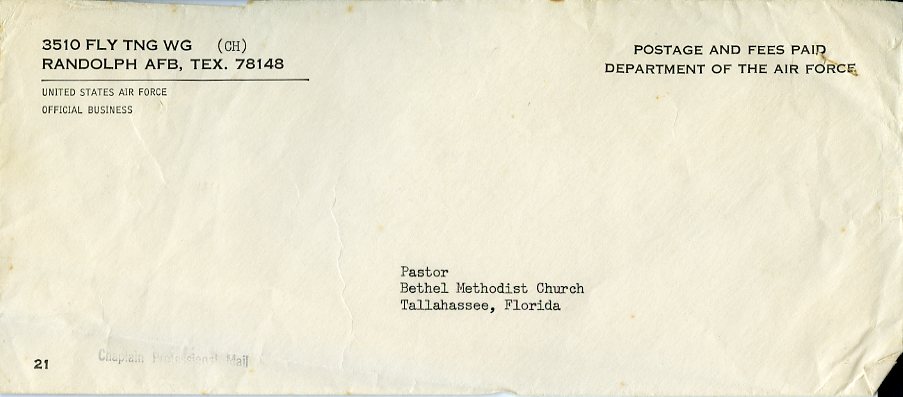 3510 FLY TNG WG (CH)
RANDOLPH AFB, TEX. 78148
UNITED STATES AIR FORCE
OFFICIAL BUSINESS
POSTAGE AND FEES PAID
DEPARTMENT OF THE AIR FORCE
Pastor
Bethel Methodist Church
Tallahassee, Florida
21
Chaplain Professional Mail